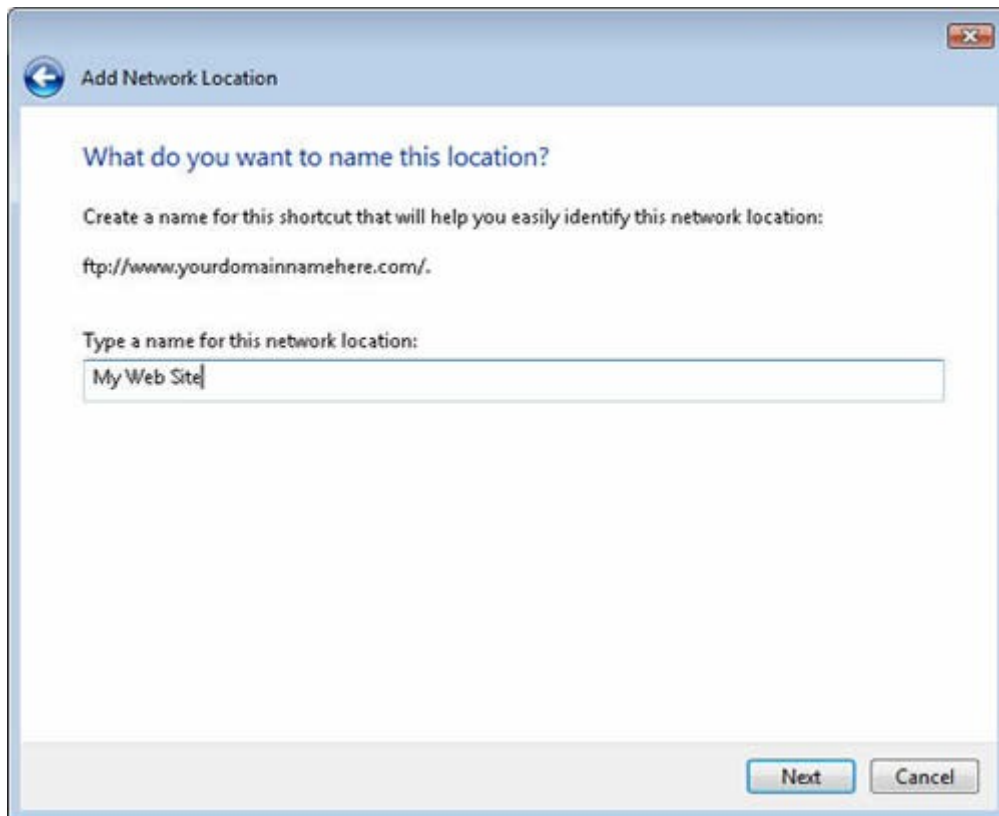 Add Network Location
What do you want to name this location?
Create a name for this shortcut that will help you easily identify this network location:
ftp://www.yourdomainnamehere.com/.
Type a name for this network location:
My Web Site
Next Cancel